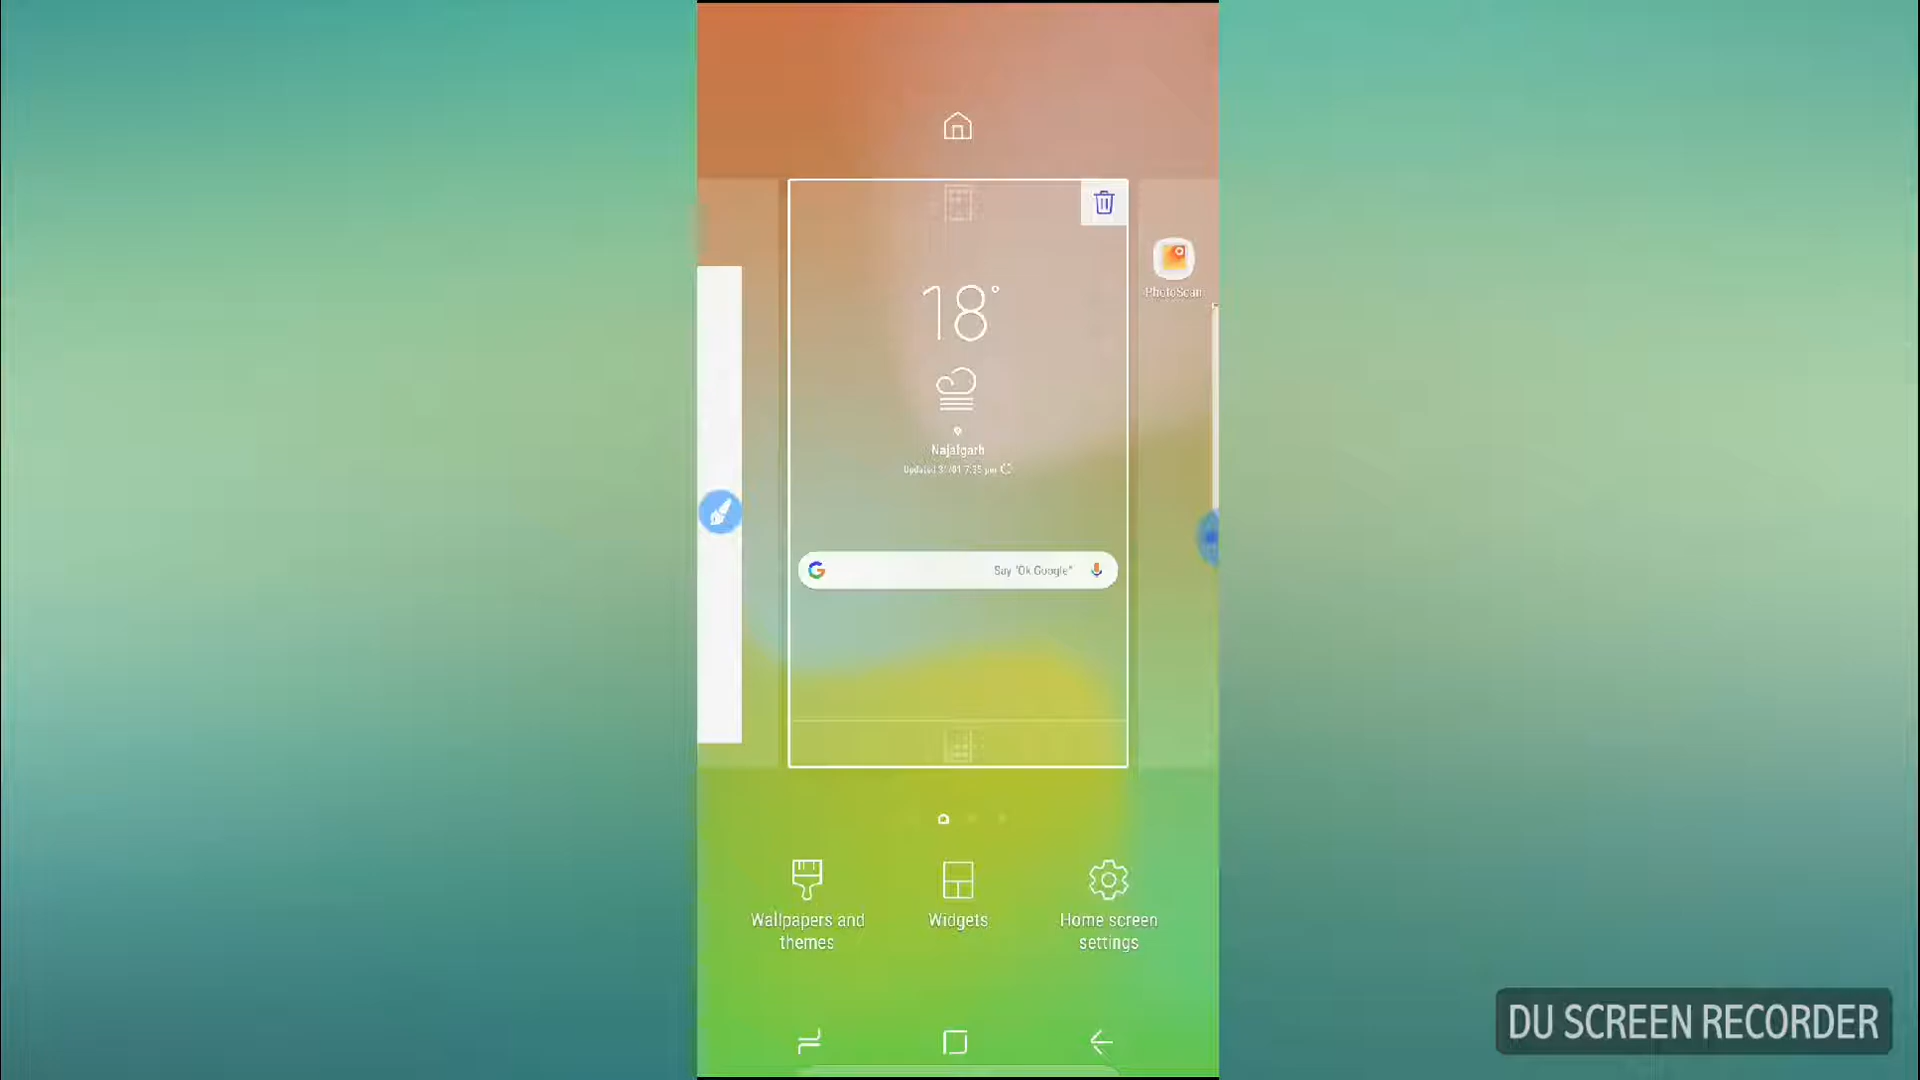 18°
PhotoScan
Najafgarh
Updated 31/01 7:35 pm
Say "Ok Google"
Wallpapers and
themes
Widgets
Home screen
settings
DU SCREEN RECORDER